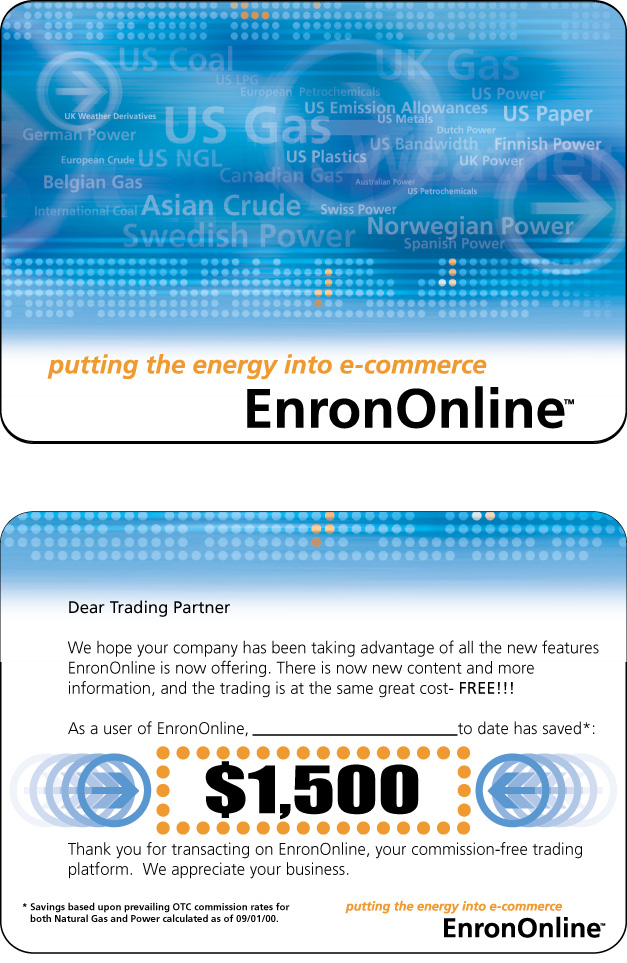 US Coal
UK Gas
US LPG
European Petrochemicals
US Power
US Emission Allowances
UK Weather Derivatives
US Gas
US Metals
US Paper
German Power
Dutch Power
US Bandwidth
Finnish Power
European Crude
US NGL
US Plastics
Weather
UK Power
Belgian Gas
Canadian Gas
Australian Power
US Petrochemicals
International Coal
Asian Crude
Swiss Power
Norwegian Power
Swedish Power
Spanish Power
putting the energy into e-commerce
EnronOnline™
Dear Trading Partner
We hope your company has been taking advantage of all the new features
EnronOnline is now offering. There is now new content and more
information, and the trading is at the same great cost- FREE!!!
As a user of EnronOnline, ______________________to date has saved*:
$1,500
Thank you for transacting on EnronOnline, your commission-free trading
platform.  We appreciate your business.
* Savings based upon prevailing OTC commission rates for
both Natural Gas and Power calculated as of 09/01/00.
putting the energy into e-commerce
EnronOnline™